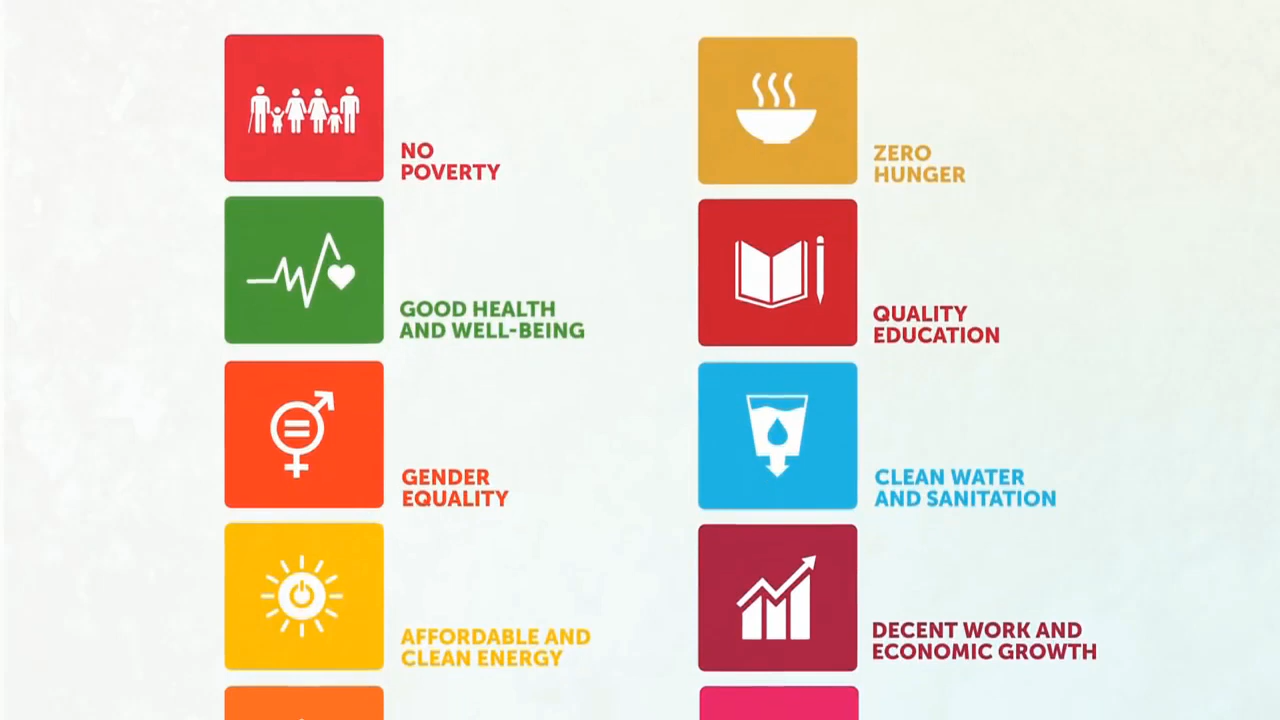 NO
POVERTY
ZERO
HUNGER
GOOD HEALTH
AND WELL-BEING
QUALITY
EDUCATION
GENDER
EQUALITY
CLEAN WATER
AND SANITATION
AFFORDABLE AND
CLEAN ENERGY
DECENT WORK AND
ECONOMIC GROWTH